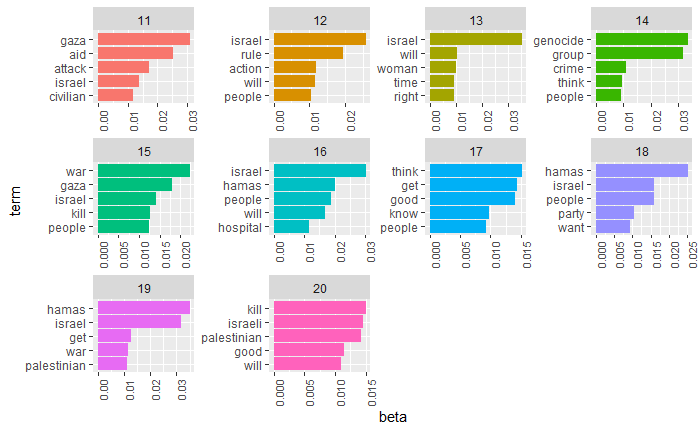 11
gaza
aid
attack
israel
civilian
0.00
0.01
0.02
0.03
12
israel
rule
action
will
people
0.00
0.01
0.02
13
israel
will
woman
time
right
0.00
0.01
0.02
0.03
14
genocide
group
crime
think
people
0.00
0.01
0.02
0.03
15
war
gaza
israel
kill
people
0.000
0.005
0.010
0.015
0.020
16
israel
hamas
people
will
hospital
0.00
0.01
0.02
0.03
17
think
get
good
know
people
0.000
0.005
0.010
0.015
18
hamas
israel
people
party
want
0.000
0.005
0.010
0.015
0.020
0.025
19
hamas
israel
get
war
palestinian
0.00
0.01
0.02
0.03
20
kill
israeli
palestinian
good
will
0.000
0.005
0.010
0.015
term
beta